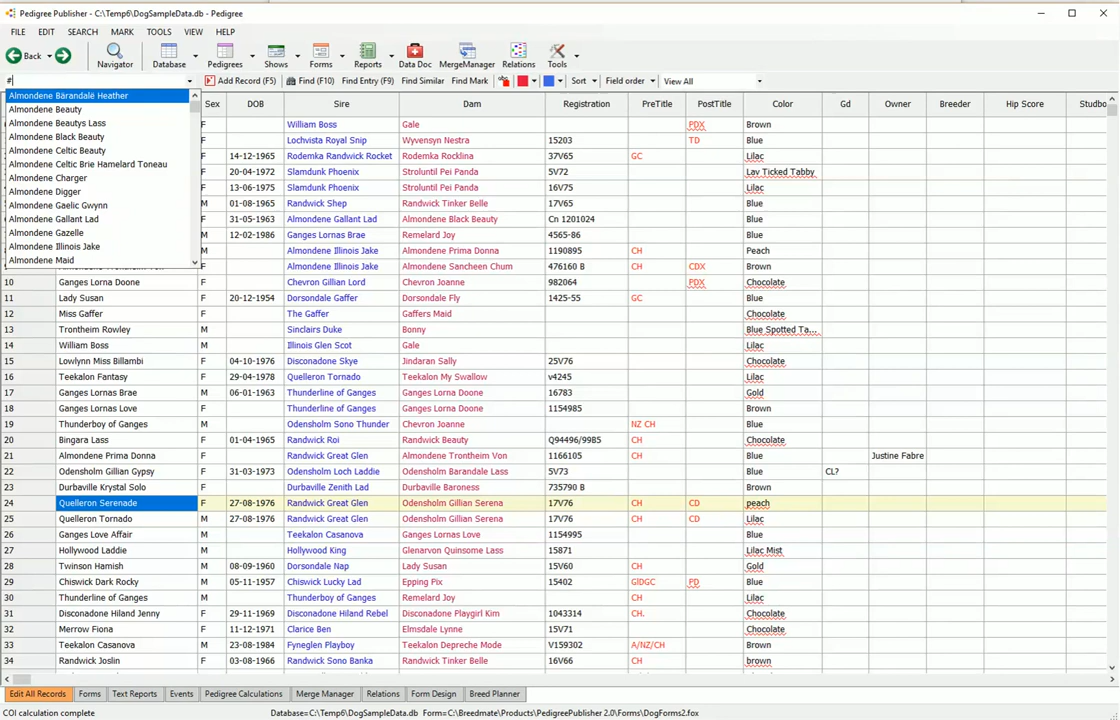 Pedigree Publisher - C:\Temp6\DogSampleData.db - Pedigree
FILE EDIT SEARCH MARK TOOLS VIEW HELP
Back Navigator Database Pedigrees Shows Forms Reports Data Doc MergeManager Relations Tools
# Add Record (F5) Find (F10) Find Entry (F9) Find Similar Find Mark Sort Field order View All
Almondene Bärandalé Heather
Almondene Beauty
Almondene Beautys Lass
Almondene Black Beauty
Almondene Celtic Beauty
Almondene Celtic Brie Hamelard Toneau
Almondene Charger
Almondene Digger
Almondene Gaelic Gwynn
Almondene Gallant Lad
Almondene Gazelle
Almondene Illinois Jake
Almondene Maid
Sex DOB Sire Dam Registration PreTitle PostTitle Color Gd Owner Breeder Hip Score Studbo
F William Boss Gale PDX Brown
F Lochvista Royal Snip Wyvensyn Nestra 15203 TD Blue
F 14-12-1965 Rodemka Randwick Rocket Rodemka Rocklina 37V65 GC Lilac
F 20-04-1972 Slamdunk Phoenix Stroluntil Pei Panda 5V72 Lav Ticked Tabby
F 13-06-1975 Slamdunk Phoenix Stroluntil Pei Panda 16V75 Lilac
M 01-08-1965 Randwick Shep Randwick Tinker Belle 17V65 Blue
F 31-05-1963 Almondene Gallant Lad Almondene Black Beauty Cn 1201024 Blue
M 12-02-1986 Ganges Lornas Brae Remelard Joy 4565-86 Blue
M Almondene Illinois Jake Almondene Prima Donna 1190895 CH Peach
M Almondene Illinois Jake Almondene Sancheen Chum 476160 B CH CDX Brown
10 Ganges Lorna Doone F Chevron Gillian Lord Chevron Joanne 982064 PDX Chocolate
11 Lady Susan F 20-12-1954 Dorsondale Gaffer Dorsondale Fly 1425-55 GC Blue
12 Miss Gaffer F The Gaffer Gaffers Maid Chocolate
13 Trontheim Rowley M Sinclairs Duke Bonny Blue Spotted Ta...
14 William Boss M Illinois Glen Scot Gale Lilac
15 Lowlynn Miss Billambi F 04-10-1976 Disconadone Skye Jindaran Sally 25V76 Chocolate
16 Teekalon Fantasy F 29-04-1978 Quelleron Tornado Teekalon My Swallow v4245 Lilac
17 Ganges Lornas Brae M 06-01-1963 Thunderline of Ganges Ganges Lorna Doone 16783 Gold
18 Ganges Lornas Love F Thunderline of Ganges Ganges Lorna Doone 1154985 Brown
19 Thunderboy of Ganges M Odensholm Sono Thunder Chevron Joanne NZ CH Blue
20 Bingara Lass F 01-04-1965 Randwick Roi Randwick Beauty Q94496/99B5 CH Chocolate
21 Almondene Prima Donna F Randwick Great Glen Almondene Trontheim Von 1166105 CH Blue Justine Fabre
22 Odensholm Gillian Gypsy F 31-03-1973 Odensholm Loch Laddie Odensholm Barandale Lass 5V73 Blue CL?
23 Durbaville Krystal Solo F Durbaville Zenith Lad Durbaville Baroness 735790 B Brown
24 Quelleron Serenade F 27-08-1976 Randwick Great Glen Odensholm Gillian Serena 17V76 CH CD peach
25 Quelleron Tornado M 27-08-1976 Randwick Great Glen Odensholm Gillian Serena 17V76 CH CD Lilac
26 Ganges Love Affair M Teekalon Casanova Ganges Lornas Love 1154995 Blue
27 Hollywood Laddie M Hollywood King Glenarvon Quinsome Lass 15871 Lilac Mist
28 Twinson Hamish M 08-09-1960 Dorsondale Nap Lady Susan 15V60 CH Gold
29 Chiswick Dark Rocky M 05-11-1957 Chiswick Lucky Lad Epping Pix 15402 GlDGC PD Blue
30 Thunderline of Ganges M Thunderboy of Ganges Remelard Joy CH Lilac
31 Disconadone Hiland Jenny F 29-11-1969 Disconadone Hiland Rebel Disconadone Playgirl Kim 1043314 CH. Chocolate
32 Merrow Fiona F 11-12-1971 Clarice Ben Elmsdale Lynne 15V71 Chocolate
33 Teekalon Casanova M 23-08-1984 Fyneglen Playboy Teekalon Depreche Mode V159302 A/NZ/CH Brown
34 Randwick Joslin F 03-08-1966 Randwick Sono Banka Randwick Tinker Belle 16V66 CH brown
Edit All Records Forms Text Reports Events Pedigree Calculations Merge Manager Relations Form Design Breed Planner
COI calculation complete Database=C:\Temp6\DogSampleData.db Form=C:\Breedmate\Products\PedigreePublisher 2.0\Forms\DogForms2.fox